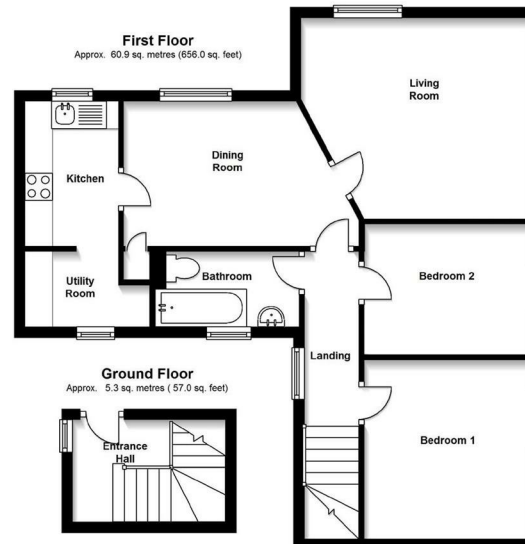 First Floor
Approx. 60.9 sq. metres (656.0 sq. feet)
Living
Room
Dining
Room
Kitchen
Utility
Room
Bathroom
Bedroom 2
Landing
Bedroom 1
Ground Floor
Approx. 5.3 sq. metres ( 57.0 sq. feet)
Entrance
Hall